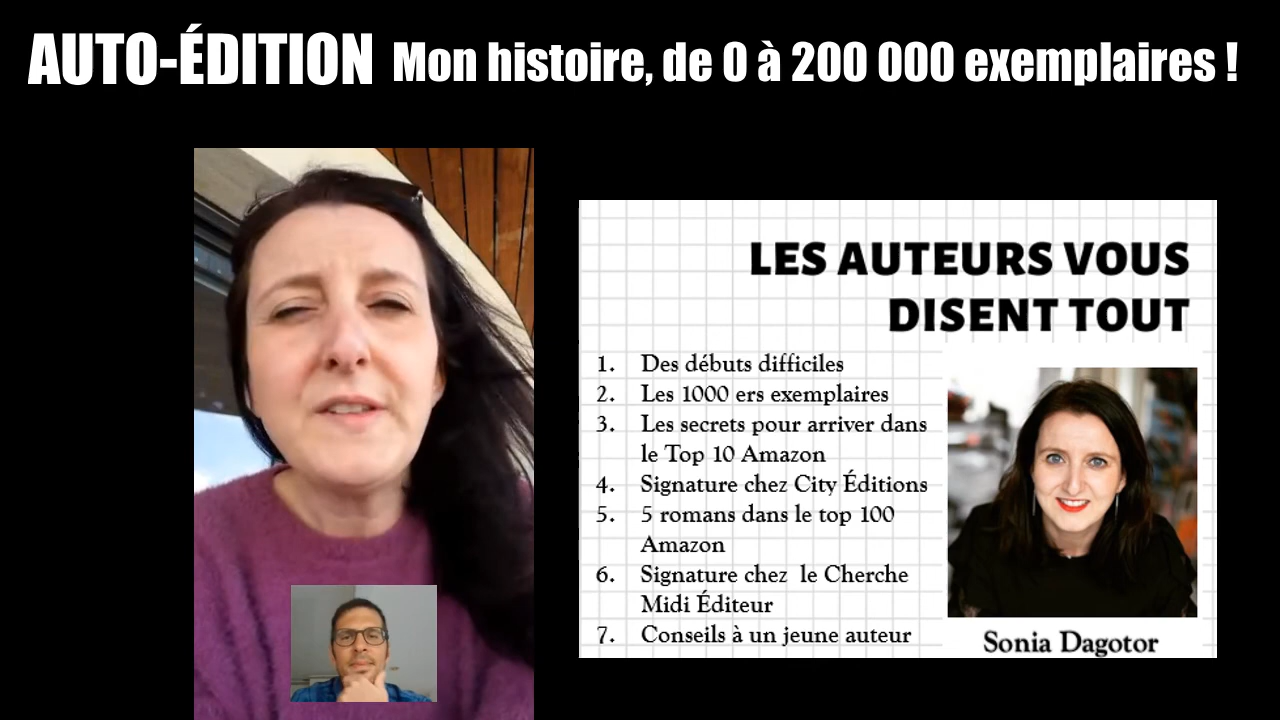 AUTO-ÉDITION Mon histoire, de 0 à 200 000 exemplaires !
LES AUTEURS VOUS
DISENT TOUT
1. Des débuts difficiles
2. Les 1000 ers exemplaires
3. Les secrets pour arriver dans
le Top 10 Amazon
4. Signature chez City Éditions
5. 5 romans dans le top 100
Amazon
6. Signature chez le Cherche
Midi Éditeur
7. Conseils à un jeune auteur
Sonia Dagotor